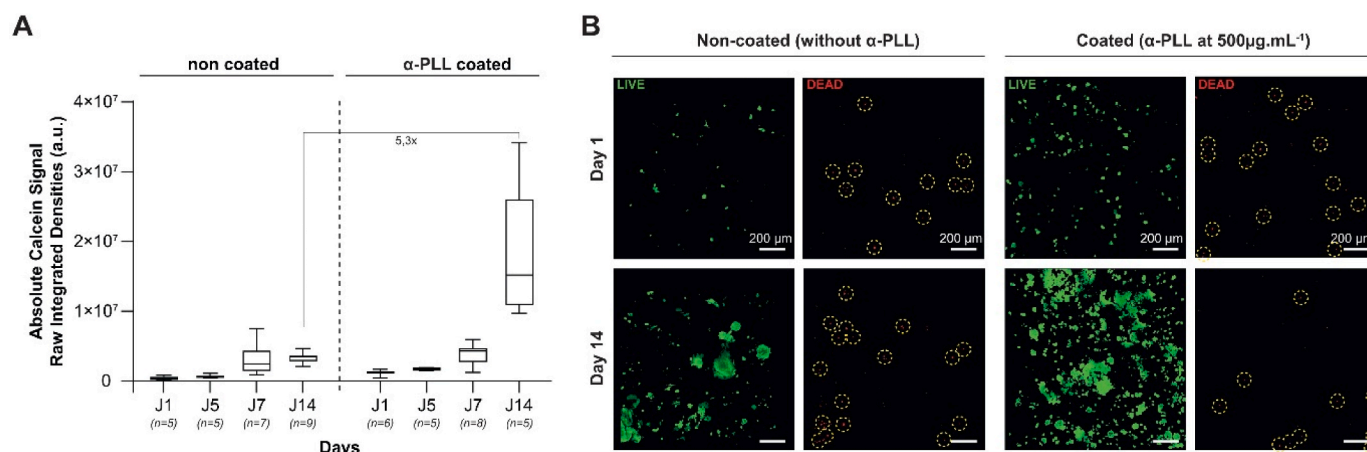 A
non coated
α-PLL coated
Absolute Calcein Signal
Raw Integrated Densities (a.u.)
4×10⁷
3×10⁷
2×10⁷
1×10⁷
0
5,3x
J1
J5
J7
J14
J1
J5
J7
J14
(n=5)
(n=5)
(n=7)
(n=9)
(n=6)
(n=5)
(n=8)
(n=5)
Days
B
Non-coated (without α-PLL)
Coated (α-PLL at 500µg.mL⁻¹)
Day 1
LIVE
200 µm
DEAD
200 µm
LIVE
200 µm
DEAD
200 µm
Day 14